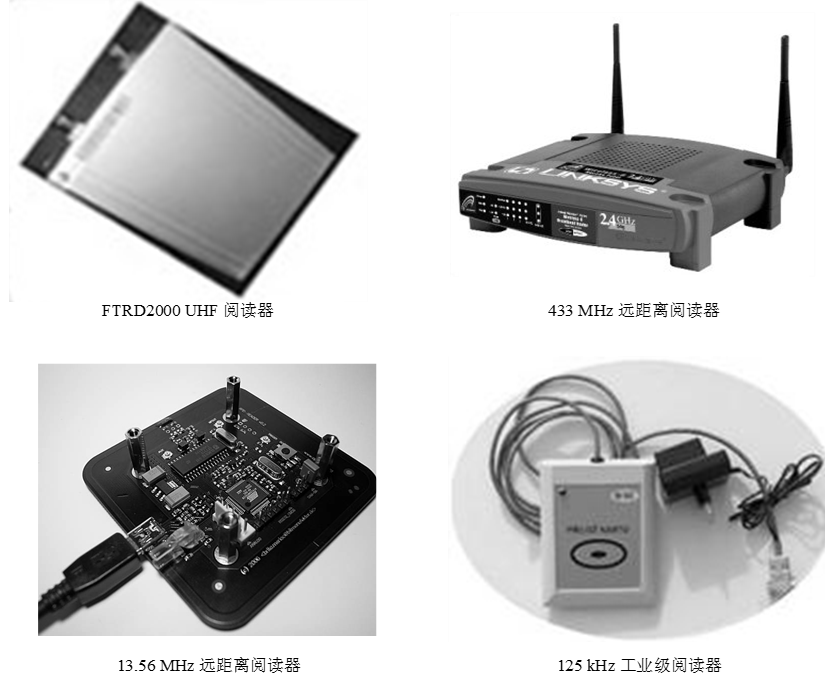 LINKSYS
2.4GHz
FTRD2000 UHF 阅读器
433 MHz 远距离阅读器
13.56 MHz 远距离阅读器
125 kHz 工业级阅读器